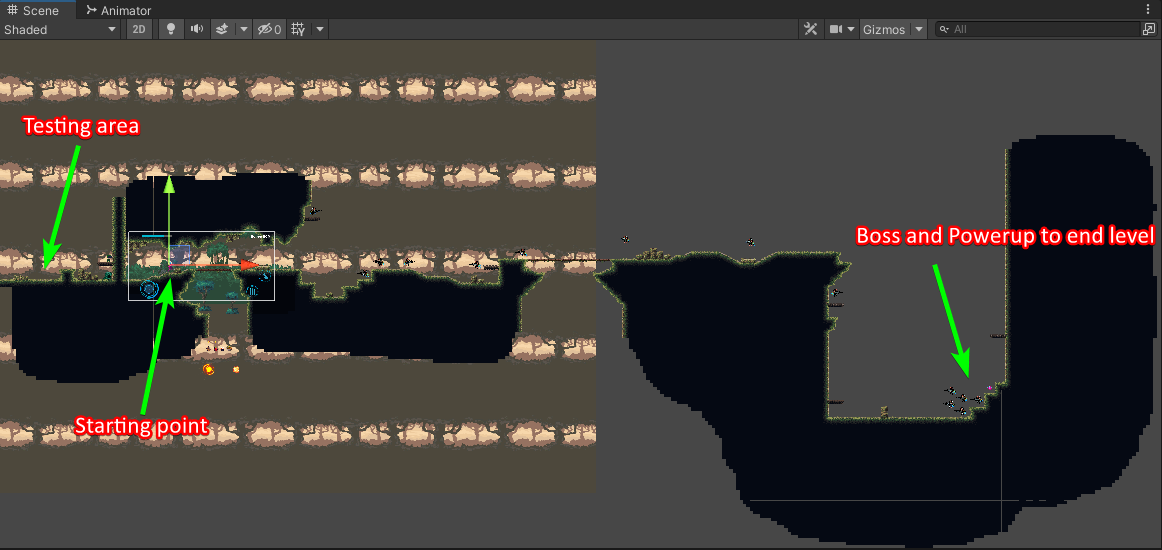 Scene Animator
Shaded 2D 0 Gizmos All
Testing area
Boss and Powerup to end level
Starting point